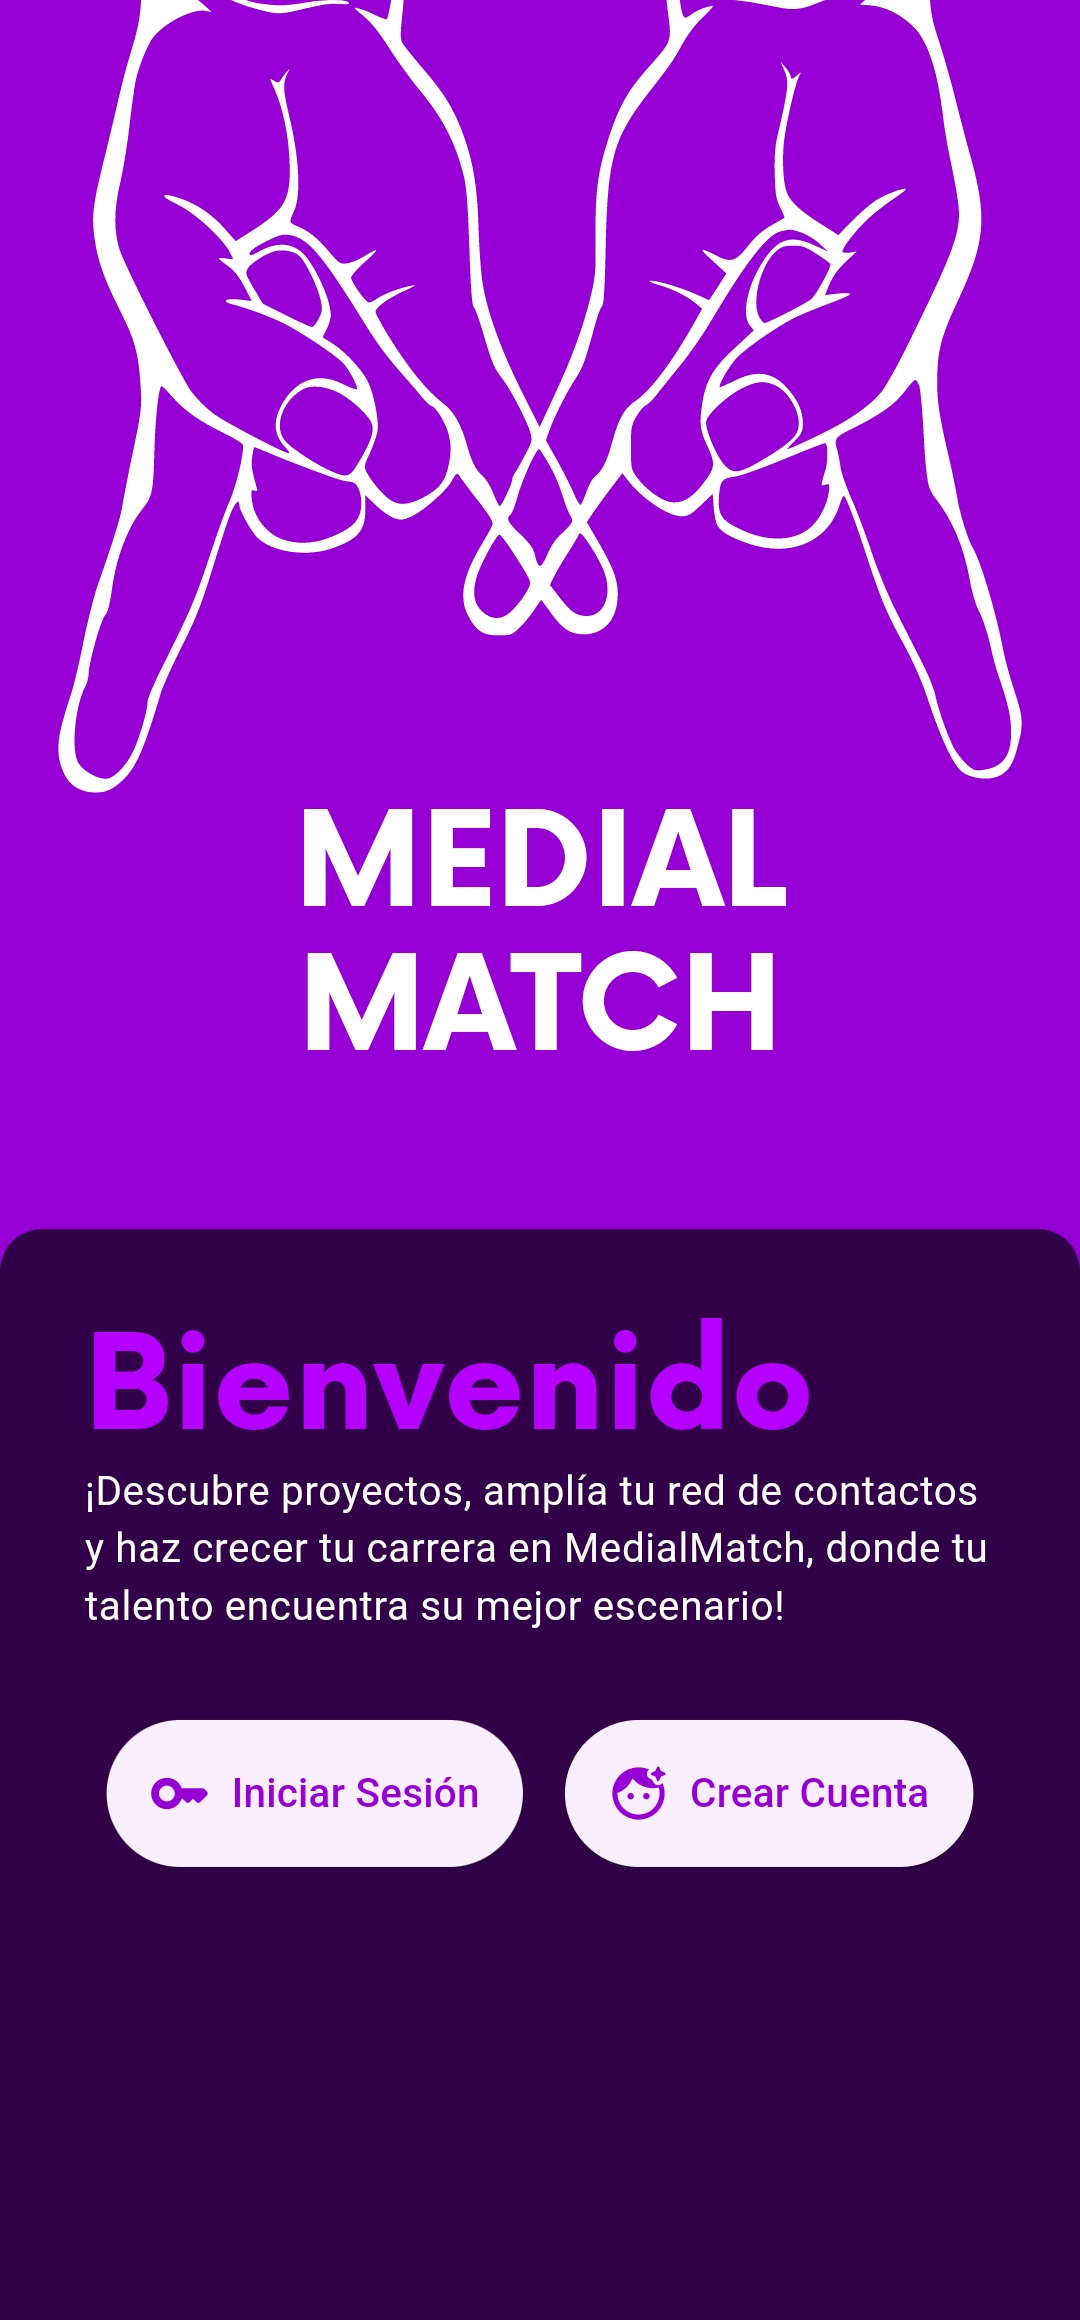 MEDIAL
MATCH
Bienvenido
¡Descubre proyectos, amplía tu red de contactos
y haz crecer tu carrera en MedialMatch, donde tu
talento encuentra su mejor escenario!
Iniciar Sesión
Crear Cuenta